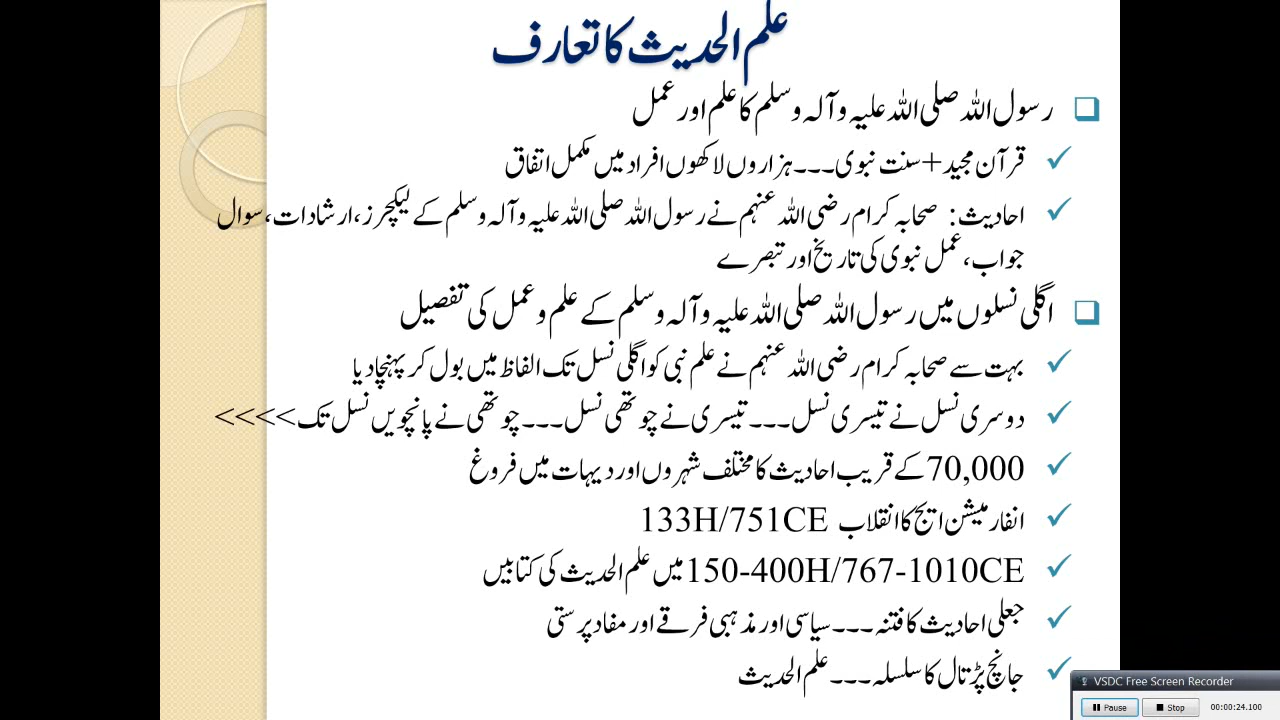 علم الحدیث کا تعارف
رسول اللہ صلی اللہ علیہ وآلہ وسلم کا علم اور عمل
قرآن مجید + سنت نبوی۔۔۔ ہزاروں لاکھوں افراد میں مکمل اتفاق
احادیث: صحابہ کرام رضی اللہ عنہم نے رسول اللہ صلی اللہ علیہ وآلہ وسلم کے لیکچرز، ارشادات، سوال
جواب، عمل نبوی کی تاریخ اور تبصرے
اگلی نسلوں میں رسول اللہ صلی اللہ علیہ وآلہ وسلم کے علم و عمل کی تفصیل
بہت سے صحابہ کرام رضی اللہ عنہم نے علم نبی کو اگلی نسل تک الفاظ میں بول کر پہنچا دیا
دوسری نسل نے تیسری نسل۔۔۔ تیسری نے چوتھی نسل۔۔۔ چوتھی نے پانچویں نسل تک >>>>
70,000 کے قریب احادیث کا مختلف شہروں اور دیہات میں فروغ
انفارمیشن ایج کا انقلاب 133H/751CE
150-400H/767-1010CE میں علم الحدیث کی کتابیں
جعلی احادیث کا فتنہ۔۔۔ سیاسی اور مذہبی فرقے اور مفاد پرستی
جانچ پڑتال کا سلسلہ۔۔۔ علم الحدیث
VSDC Free Screen Recorder
Pause Stop 00:00:24.100